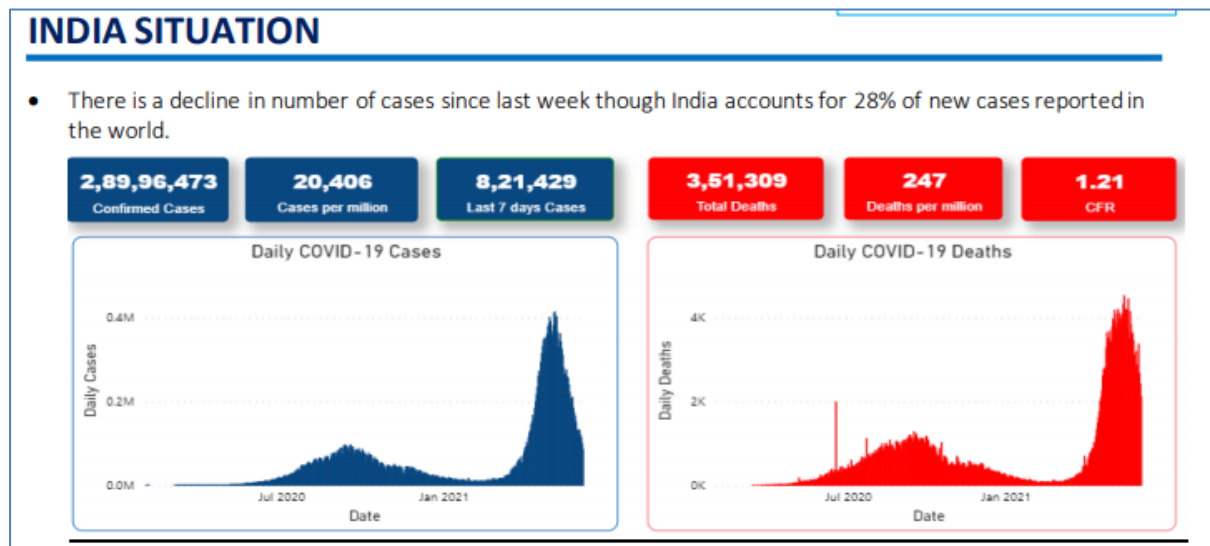 INDIA SITUATION
• There is a decline in number of cases since last week though India accounts for 28% of new cases reported in
the world.
2,89,96,473
Confirmed Cases
20,406
Cases per million
8,21,429
Last 7 days Cases
3,51,309
Total Deaths
247
Deaths per million
1.21
CFR
Daily COVID-19 Cases
0.4M
0.2M
0.0M
Daily Cases
Jul 2020
Jan 2021
Date
Daily COVID-19 Deaths
4K
2K
0K
Daily Deaths
Jul 2020
Jan 2021
Date